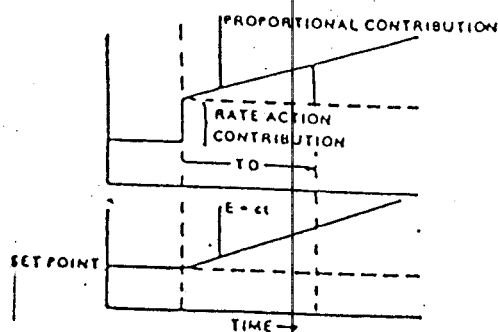 PROPORTIONAL CONTRIBUTION
RATE ACTION
CONTRIBUTION
TD
E = ct
SET POINT
TIME →